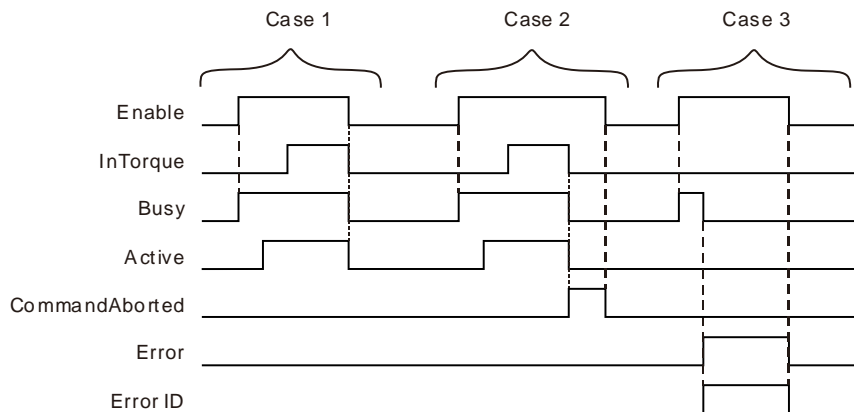 Case 1 Case 2 Case 3
Enable
InTorque
Busy
Active
CommandAborted
Error
Error ID